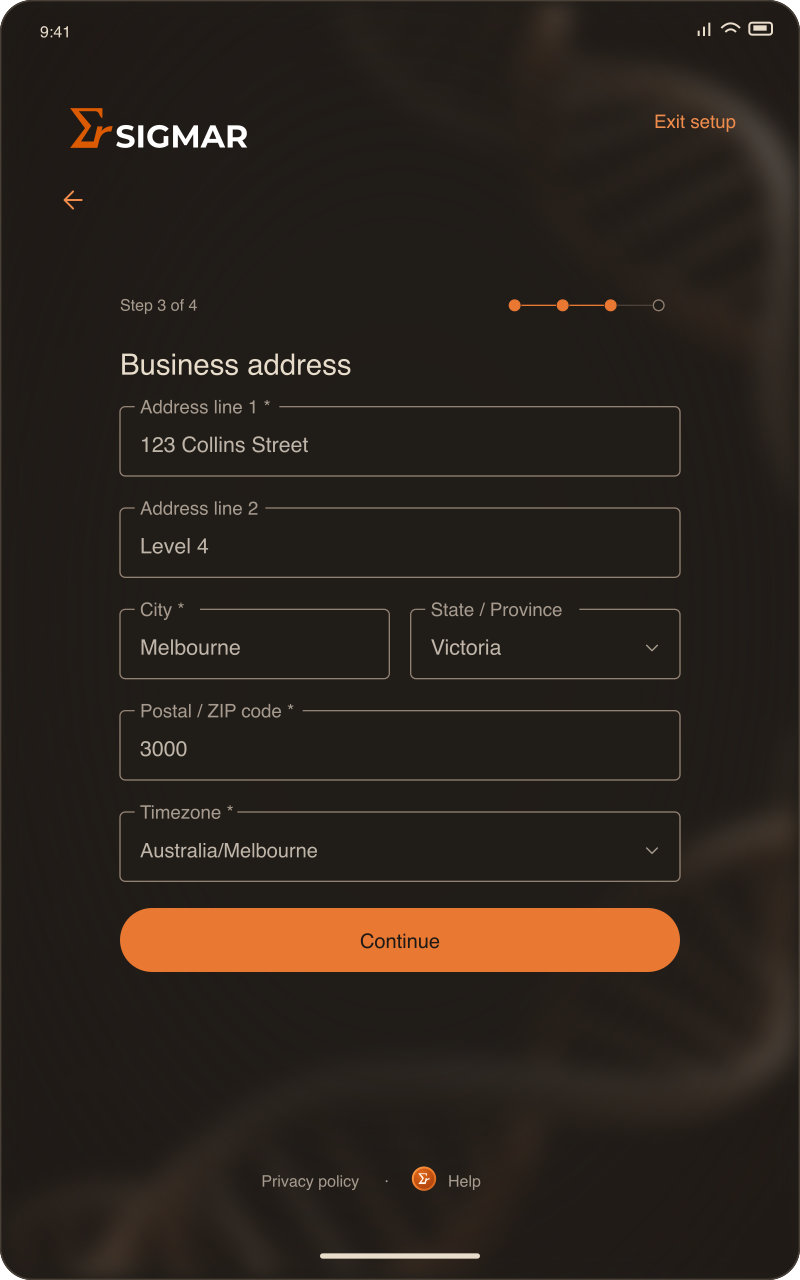 9:41
Σr SIGMAR
Exit setup
Step 3 of 4
Business address
Address line 1 *
123 Collins Street
Address line 2
Level 4
City *
State / Province
Melbourne
Victoria
Postal / ZIP code *
3000
Timezone *
Australia/Melbourne
Continue
Privacy policy · Σr Help